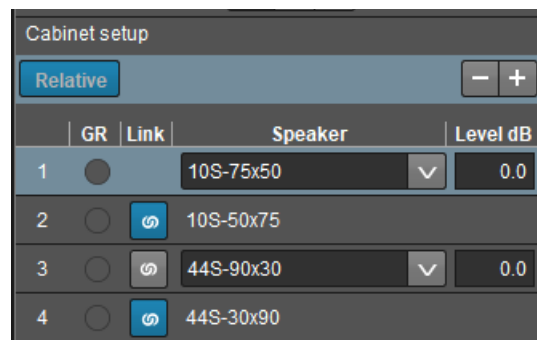 Cabinet setup
Relative - +
GR Link Speaker Level dB
1 10S-75x50 0.0
2 10S-50x75
3 44S-90x30 0.0
4 44S-30x90